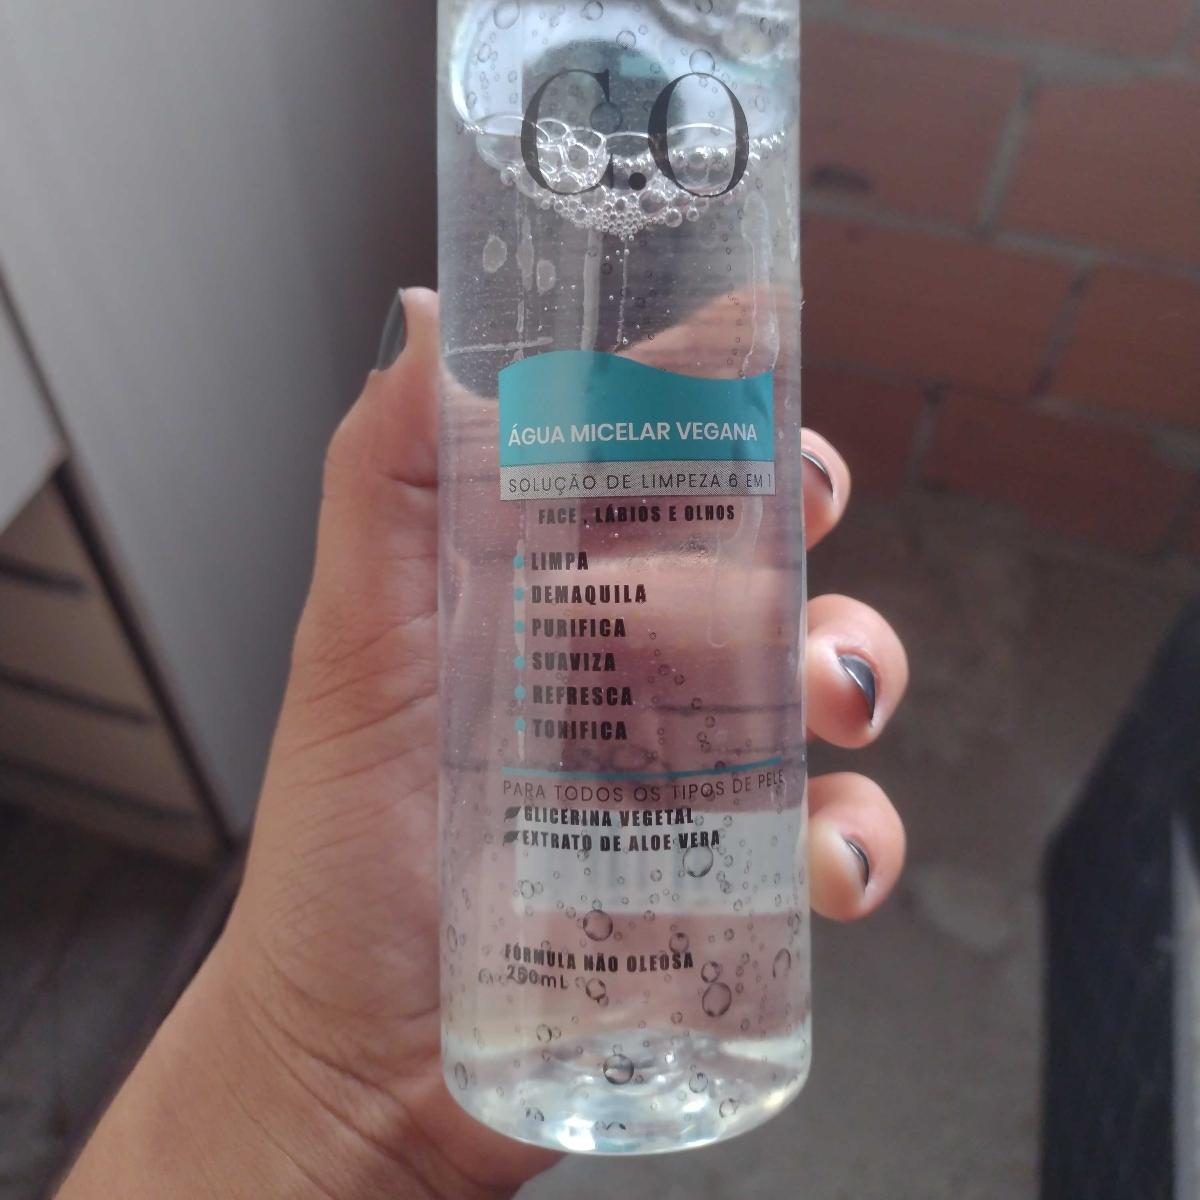 C.O
ÁGUA MICELAR VEGANA
SOLUÇÃO DE LIMPEZA 6 EM 1
FACE , LÁBIOS E OLHOS
LIMPA
DEMAQUILA
PURIFICA
SUAVIZA
REFRESCA
TONIFICA
PARA TODOS OS TIPOS DE PELE
GLICERINA VEGETAL
EXTRATO DE ALOE VERA
FÓRMULA NÃO OLEOSA
260mL